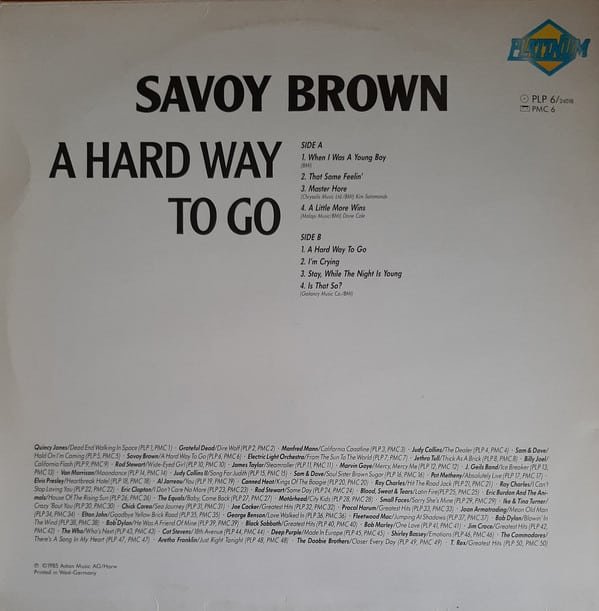 PLATINUM
SAVOY BROWN
PLP 6/24018
PMC 6
A HARD WAY
TO GO
SIDE A
1. When I Was A Young Boy
(BMI)
2. That Same Feelin'
3. Master Hore
(Chrysalis Music Ltd./BMI) Kim Simmonds
4. A Little More Wine
(Malopi Music/BMI) Dave Cale
SIDE B
1. A Hard Way To Go
2. I'm Crying
3. Stay, While The Night Is Young
4. Is That So?
(Galancy Music Co./BMI)
Quincy Jones/Dead End Walking In Space (PLP 1, PMC 1) · Grateful Dead/Dire Wolf (PLP 2, PMC 2) · Manfred Mann/California Coastline (PLP 3, PMC 3) · Judy Collins/The Dealer (PLP 4, PMC 4) · Sam & Dave/
Hold On I'm Coming (PLP 5, PMC 5) · Savoy Brown/A Hard Way To Go (PLP 6, PMC 6) · Electric Light Orchestra/From The Sun To The World (PLP 7, PMC 7) · Jethro Tull/Thick As A Brick (PLP 8, PMC 8) · Billy Joel/
California Flash (PLP 9, PMC 9) · Rod Stewart/Wide-Eyed Girl (PLP 10, PMC 10) · James Taylor/Steamroller (PLP 11, PMC 11) · Marvin Gaye/Mercy, Mercy Me (PLP 12, PMC 12) · J. Geils Band/Ice Breaker (PLP 13,
PMC 13) · Van Morrison/Moondance (PLP 14, PMC 14) · Judy Collins II/Song For Judith (PLP 15, PMC 15) · Sam & Dave/Soul Sister Brown Sugar (PLP 16, PMC 16) · Pat Metheny/Absolutely Live (PLP 17, PMC 17) ·
Elvis Presley/Heartbreak Hotel (PLP 18, PMC 18) · Al Jarreau/You (PLP 19, PMC 19) · Canned Heat/Kings Of The Boogie (PLP 20, PMC 20) · Ray Charles/Hit The Road Jack (PLP 21, PMC 21) · Ray Charles/I Can't
Stop Loving You (PLP 22, PMC 22) · Eric Clapton/I Don't Care No More (PLP 23, PMC 23) · Rod Stewart/Some Day (PLP 24, PMC 24) · Blood, Sweat & Tears/Latin Fire (PLP 25, PMC 25) · Eric Burdon And The Ani-
mals/House Of The Rising Sun (PLP 26, PMC 26) · The Equals/Baby, Come Back (PLP 27, PMC 27) · Motörhead/City Kids (PLP 28, PMC 28) · Small Faces/Sorry She's Mine (PLP 29, PMC 29) · Ike & Tina Turner/
Crazy 'Bout You (PLP 30, PMC 30) · Chick Corea/Sea Journey (PLP 31, PMC 31) · Joe Cocker/Greatest Hits (PLP 32, PMC 32) · Procol Harum/Greatest Hits (PLP 33, PMC 33) · Joan Armatrading/Mean Old Man
(PLP 34, PMC 34) · Elton John/Goodbye Yellow Brick Road (PLP 35, PMC 35) · George Benson/Love Walked In (PLP 36, PMC 36) · Fleetwood Mac/Jumping At Shadows (PLP 37, PMC 37) · Bob Dylan/Blowin' In
The Wind (PLP 38, PMC 38) · Bob Dylan/He Was A Friend Of Mine (PLP 39, PMC 39) · Black Sabbath/Greatest Hits (PLP 40, PMC 40) · Bob Marley/One Love (PLP 41, PMC 41) · Jim Croce/Greatest Hits (PLP 42,
PMC 42) · The Who/Who's Next (PLP 43, PMC 43) · Cat Stevens/18th Avenue (PLP 44, PMC 44) · Deep Purple/Made In Europe (PLP 45, PMC 45) · Shirley Bassey/Emotions (PLP 46, PMC 46) · The Commodores/
There's A Song In My Heart (PLP 47, PMC 47) · Aretha Franklin/Just Right Tonight (PLP 48, PMC 48) · The Doobie Brothers/Closer Every Day (PLP 49, PMC 49) · T. Rex/Greatest Hits (PLP 50, PMC 50)
℗ © 1985 Astan Music AG/Horw
Printed in West-Germany